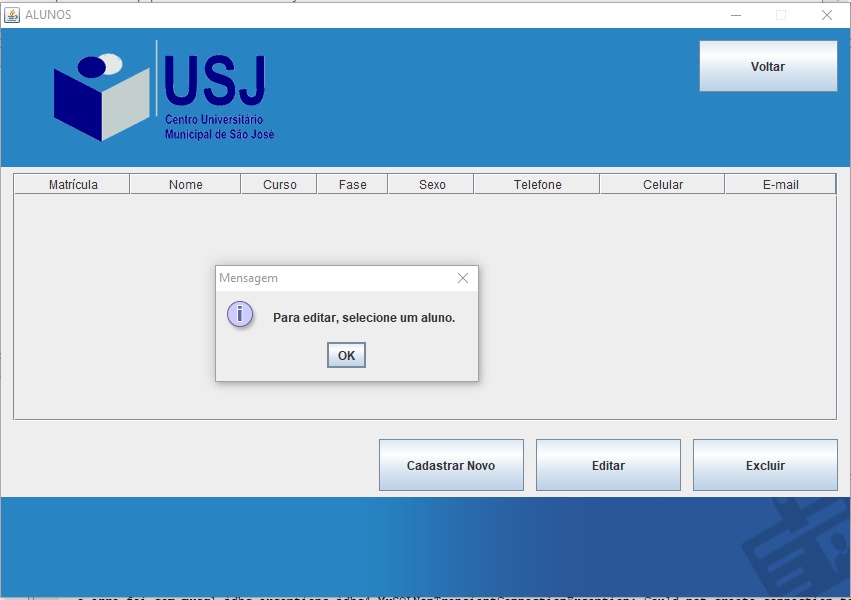 ALUNOS
USJ
Centro Universitário
Municipal de São José
Voltar
Matrícula Nome Curso Fase Sexo Telefone Celular E-mail
Mensagem
i
Para editar, selecione um aluno.
OK
Cadastrar Novo
Editar
Excluir